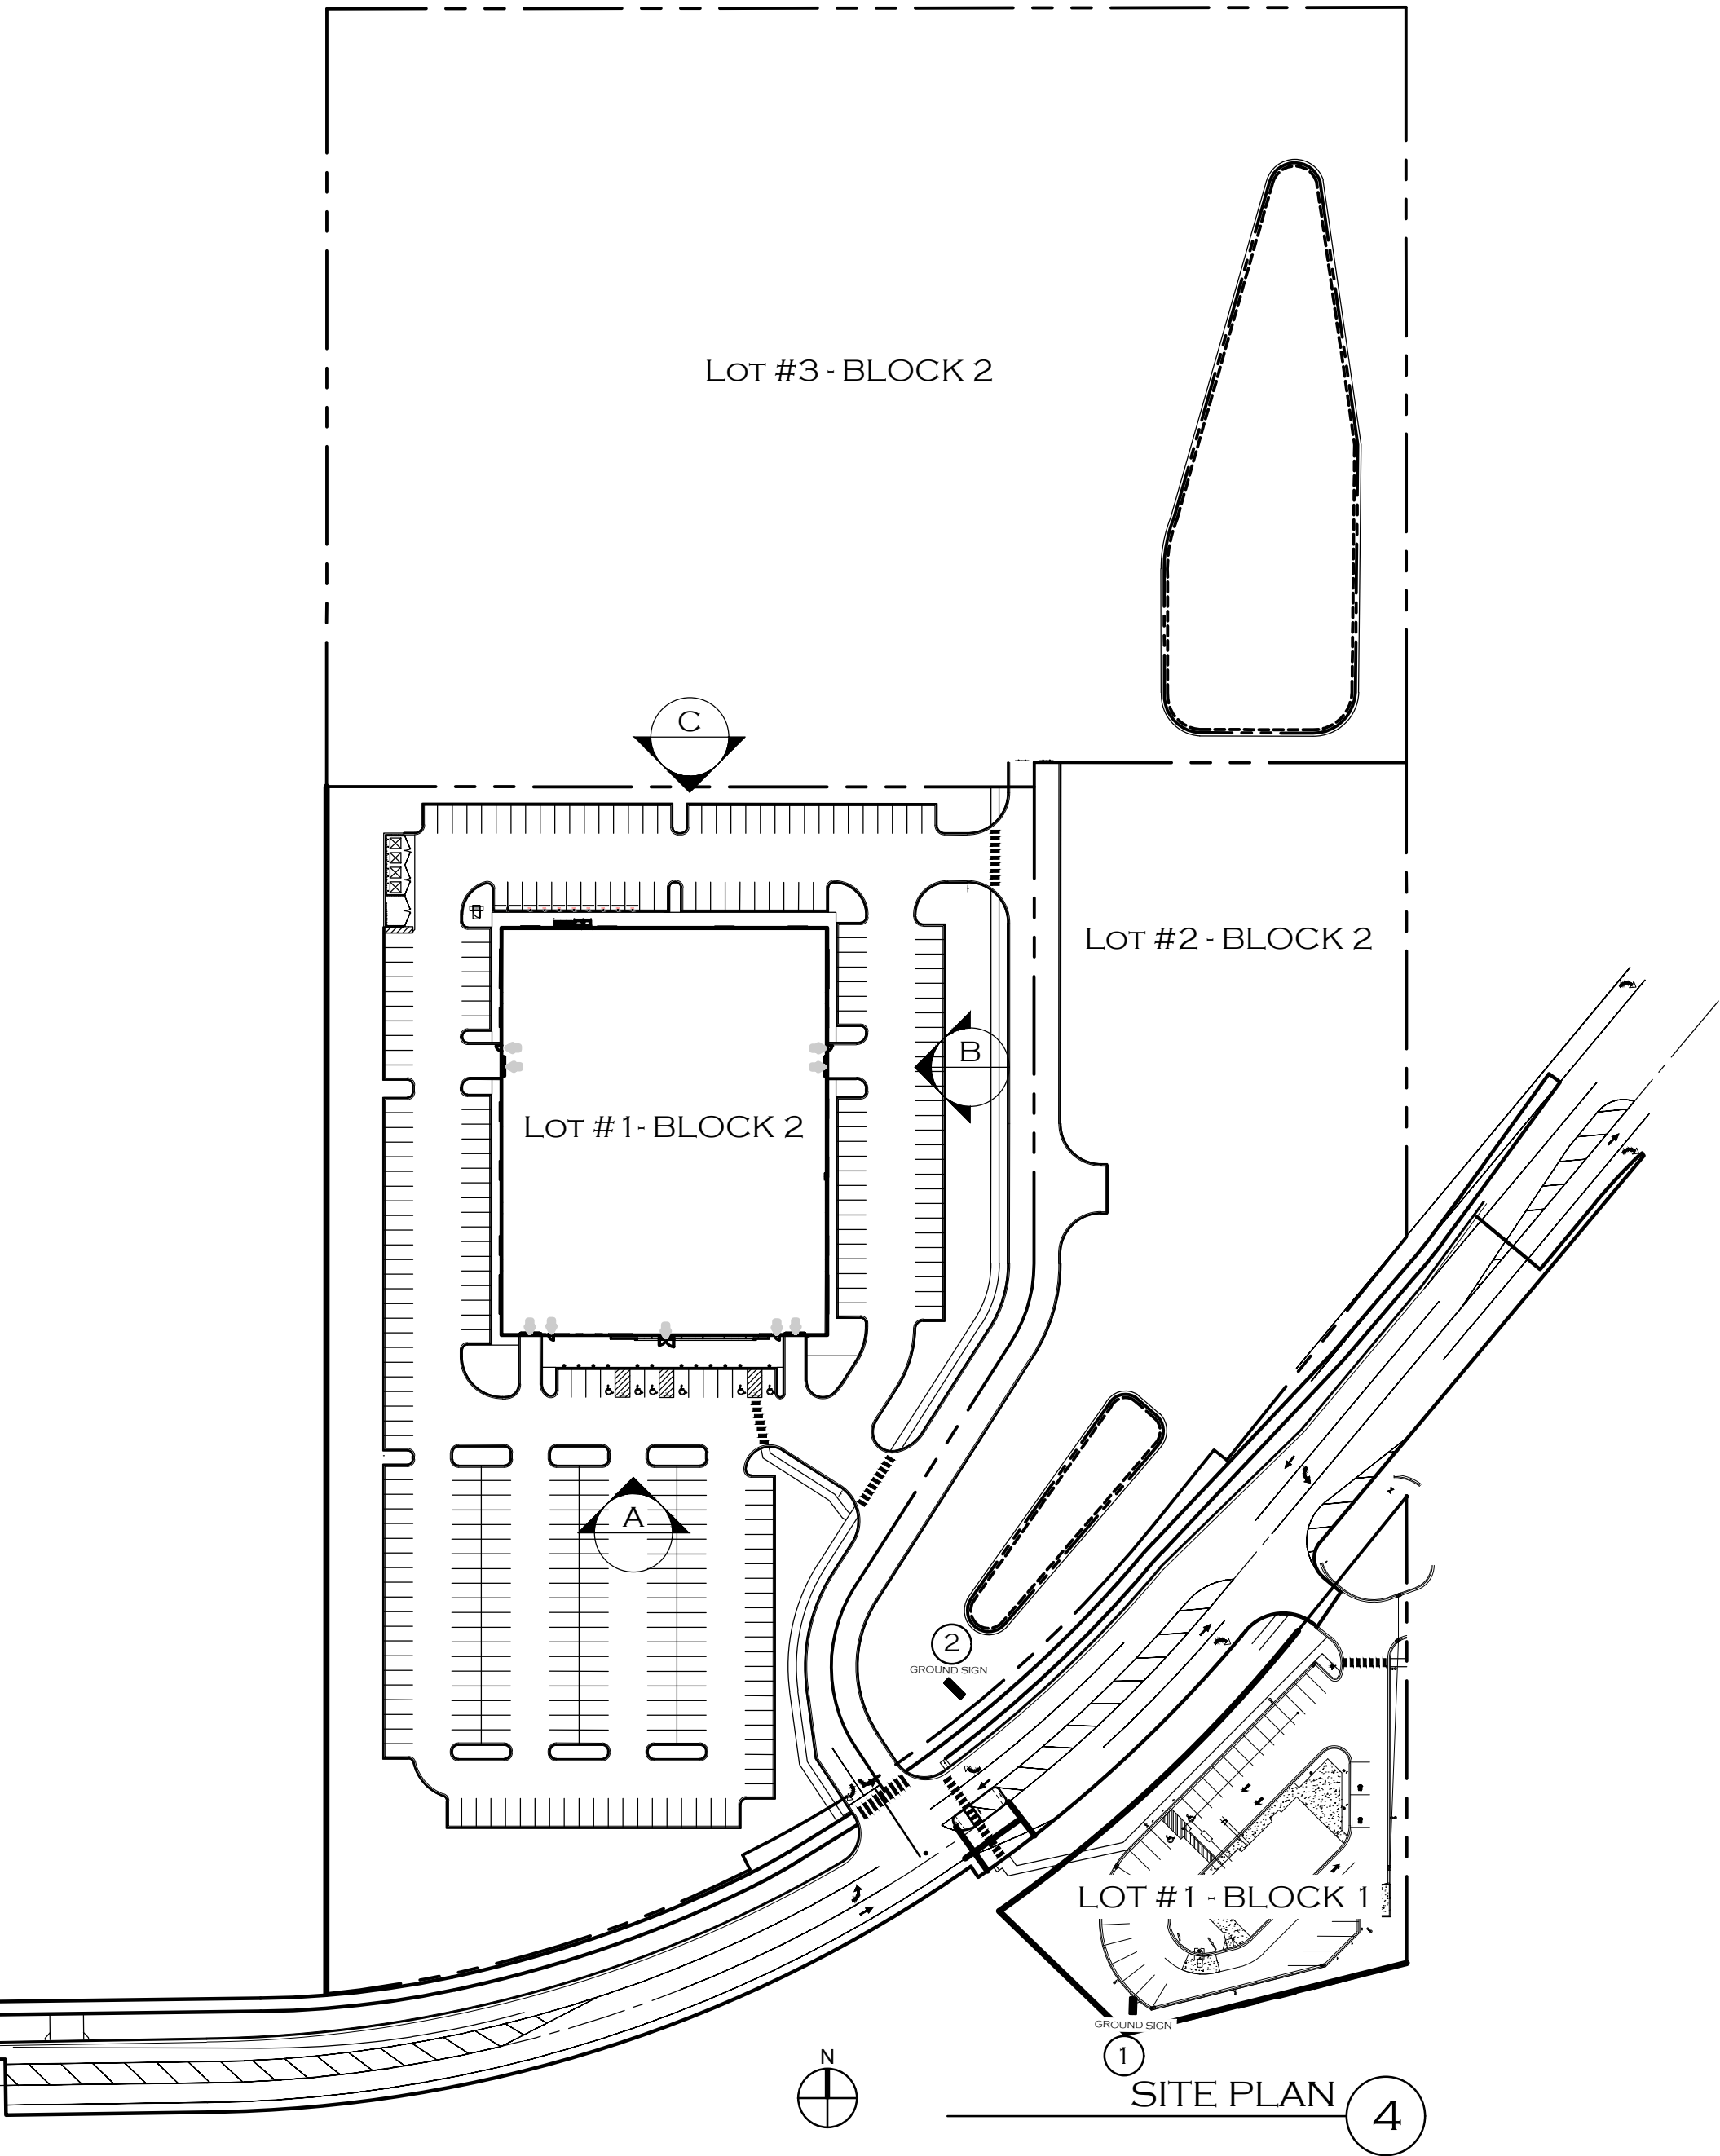 Lot #3 - BLOCK 2
C
Lot #2 - BLOCK 2
B
Lot #1- BLOCK 2
A
2
GROUND SIGN
LOT #1 - BLOCK 1
GROUND SIGN
1
N
SITE PLAN
4